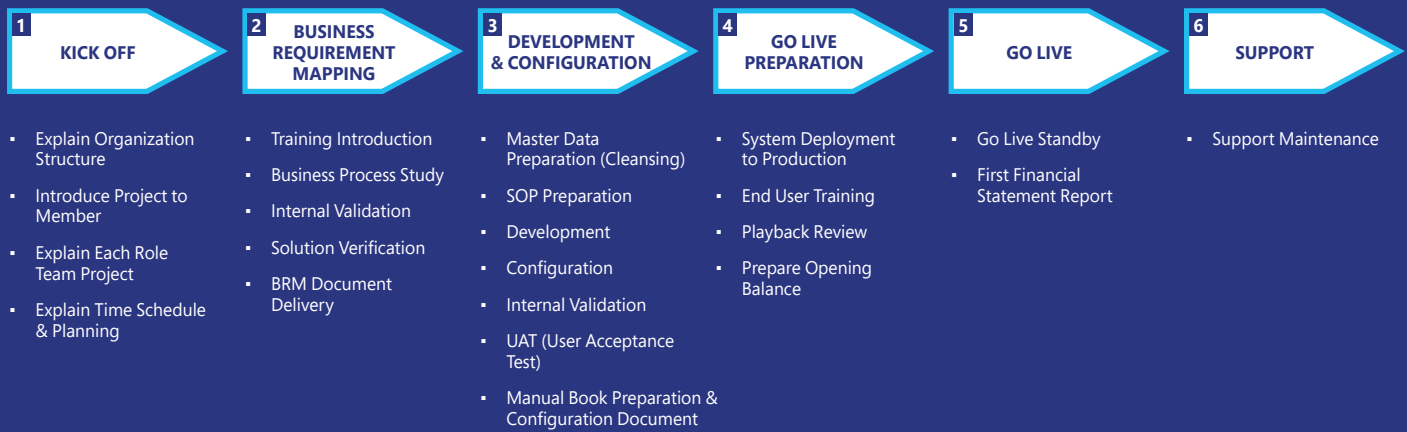 1
KICK OFF
▪ Explain Organization
Structure
▪ Introduce Project to
Member
▪ Explain Each Role
Team Project
▪ Explain Time Schedule
& Planning
2
BUSINESS
REQUIREMENT
MAPPING
▪ Training Introduction
▪ Business Process Study
▪ Internal Validation
▪ Solution Verification
▪ BRM Document
Delivery
3
DEVELOPMENT
& CONFIGURATION
▪ Master Data
Preparation (Cleansing)
▪ SOP Preparation
▪ Development
▪ Configuration
▪ Internal Validation
▪ UAT (User Acceptance
Test)
▪ Manual Book Preparation &
Configuration Document
4
GO LIVE
PREPARATION
▪ System Deployment
to Production
▪ End User Training
▪ Playback Review
▪ Prepare Opening
Balance
5
GO LIVE
▪ Go Live Standby
▪ First Financial
Statement Report
6
SUPPORT
▪ Support Maintenance